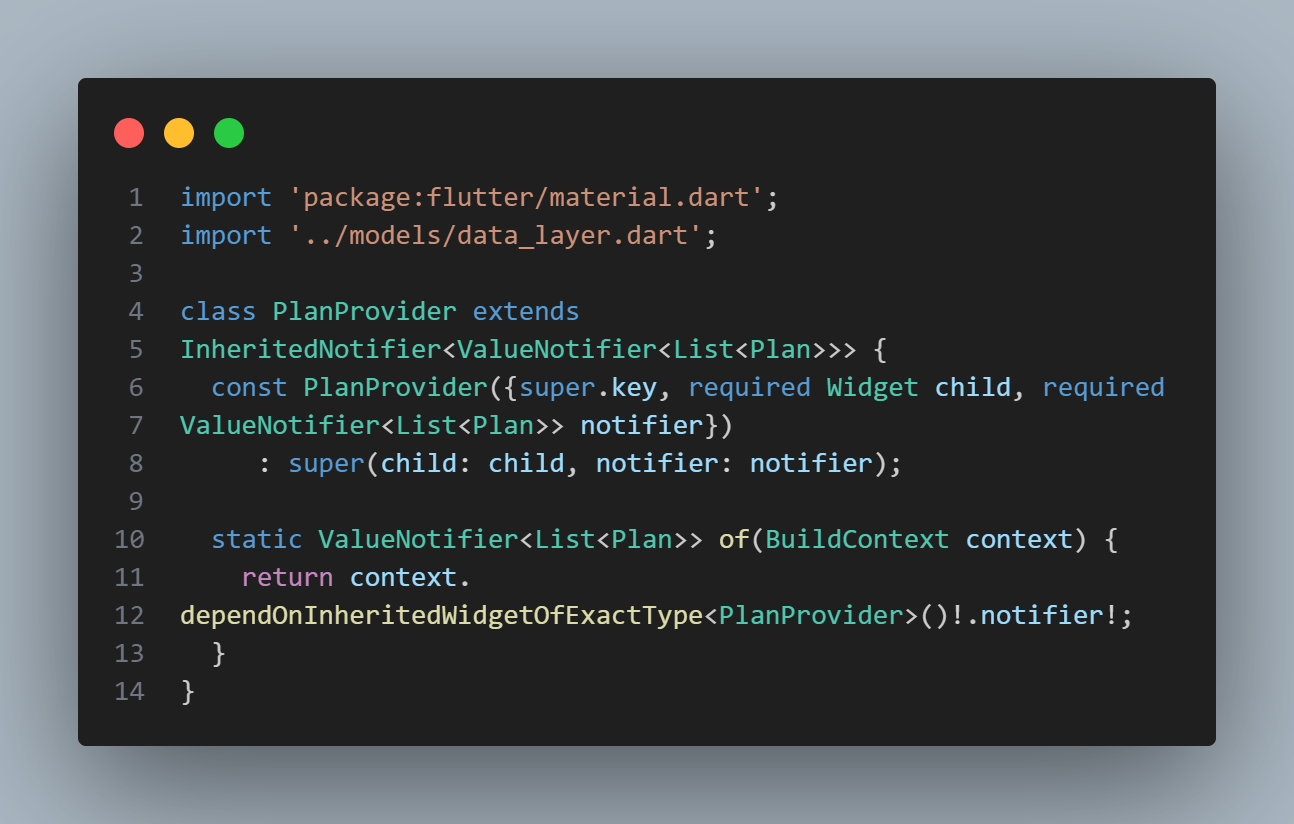 1 import 'package:flutter/material.dart';
2 import '../models/data_layer.dart';
3
4 class PlanProvider extends
5 InheritedNotifier<ValueNotifier<List<Plan>>> {
6   const PlanProvider({super.key, required Widget child, required
7 ValueNotifier<List<Plan>> notifier})
8      : super(child: child, notifier: notifier);
9
10   static ValueNotifier<List<Plan>> of(BuildContext context) {
11     return context.
12 dependOnInheritedWidgetOfExactType<PlanProvider>()!.notifier!;
13   }
14 }